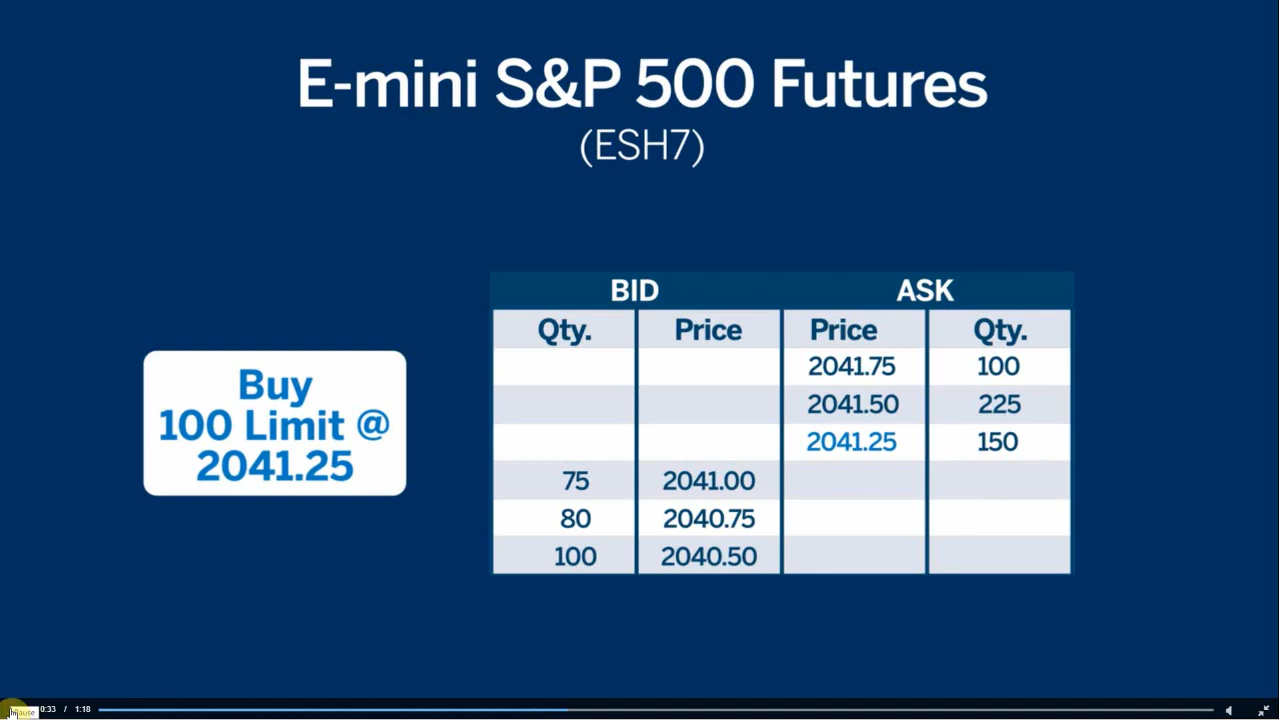 E-mini S&P 500 Futures
(ESH7)
Buy
100 Limit @
2041.25
BID ASK
Qty. Price Price Qty.
2041.75 100
2041.50 225
2041.25 150
75 2041.00
80 2040.75
100 2040.50
0:33 / 1:18